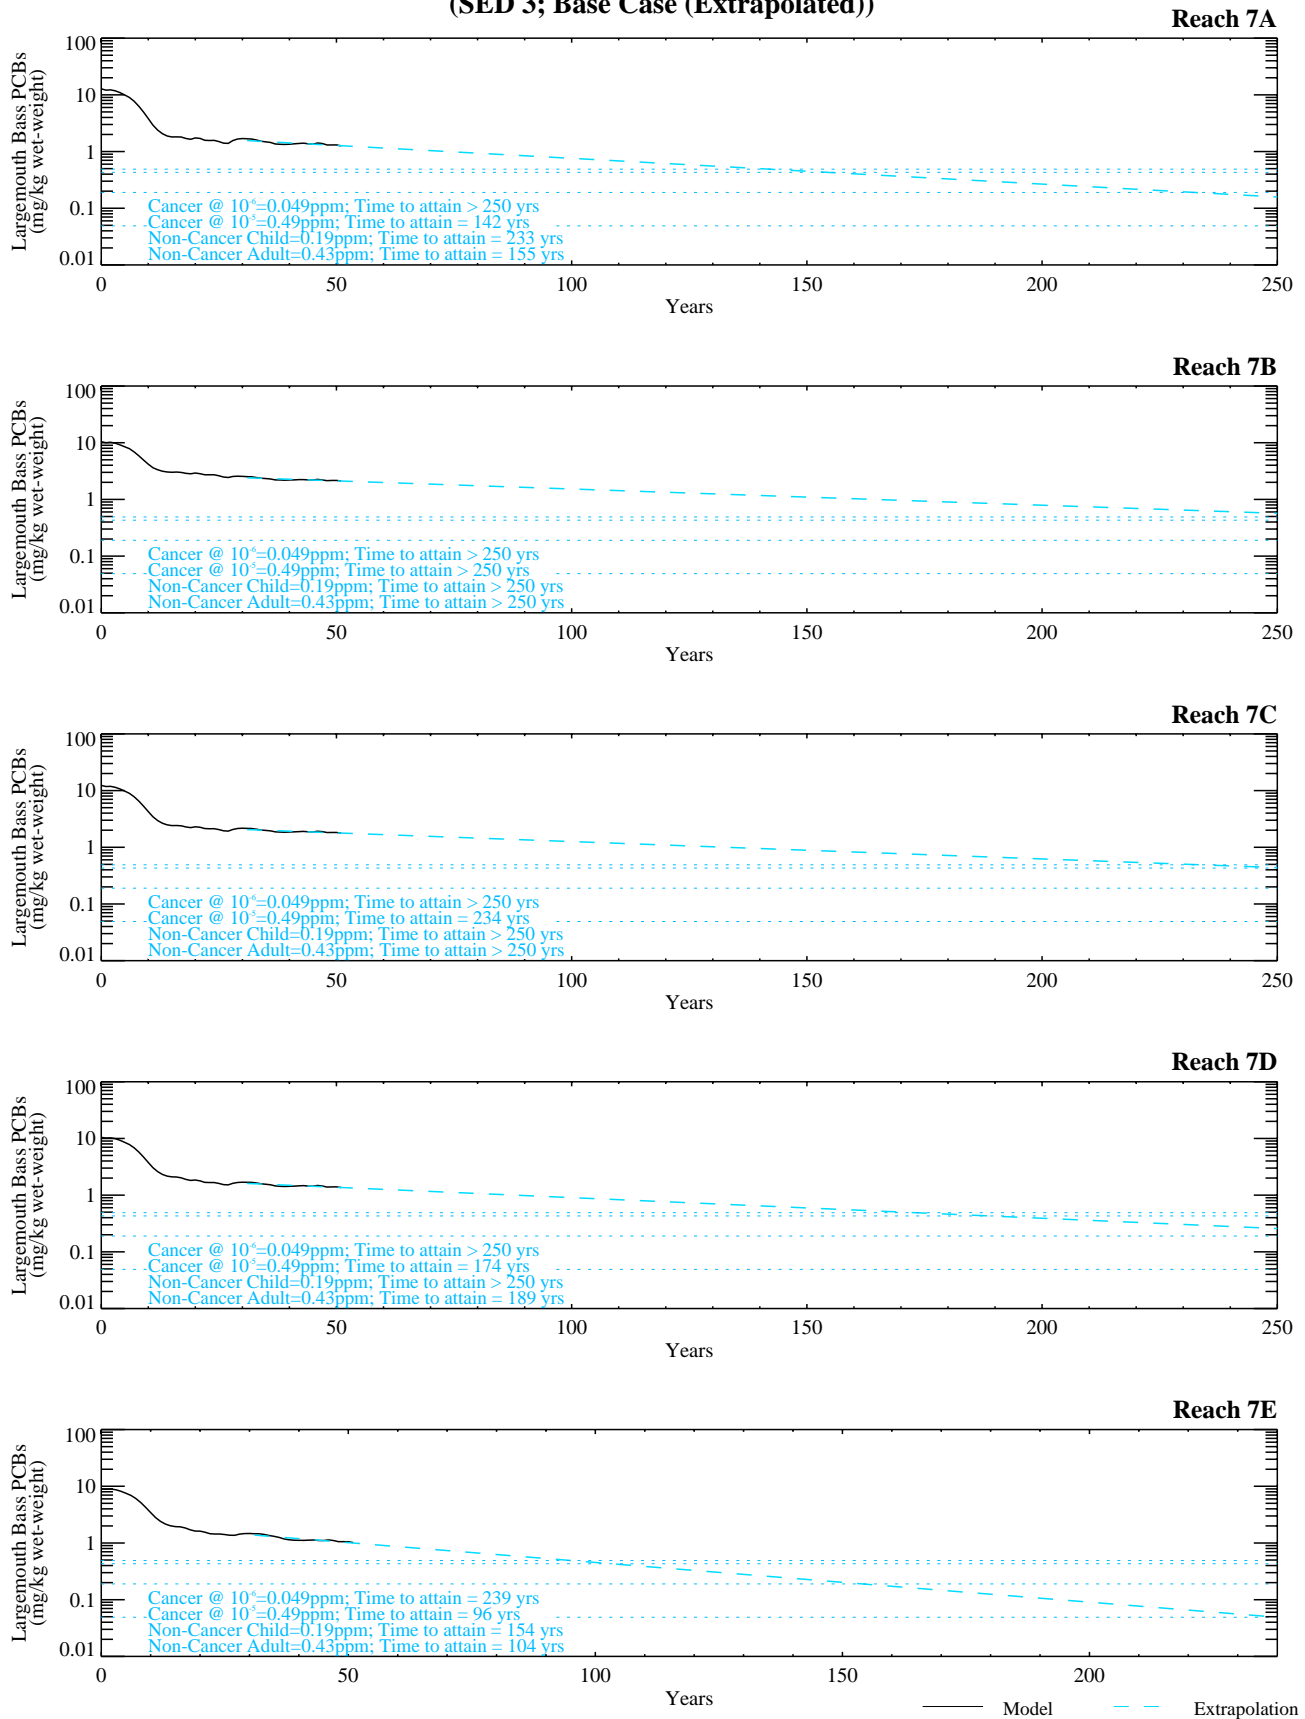 (SED 3; Base Case (Extrapolated))
Reach 7A
Largemouth Bass PCBs
(mg/kg wet-weight)
100
10
1
0.1
0.01
Cancer @ 10⁻⁶=0.049ppm; Time to attain > 250 yrs
Cancer @ 10⁻⁵=0.49ppm; Time to attain = 142 yrs
Non-Cancer Child=0.19ppm; Time to attain = 233 yrs
Non-Cancer Adult=0.43ppm; Time to attain = 155 yrs
0 50 100 150 200 250
Years
Reach 7B
Largemouth Bass PCBs
(mg/kg wet-weight)
100
10
1
0.1
0.01
Cancer @ 10⁻⁶=0.049ppm; Time to attain > 250 yrs
Cancer @ 10⁻⁵=0.49ppm; Time to attain > 250 yrs
Non-Cancer Child=0.19ppm; Time to attain > 250 yrs
Non-Cancer Adult=0.43ppm; Time to attain > 250 yrs
0 50 100 150 200 250
Years
Reach 7C
Largemouth Bass PCBs
(mg/kg wet-weight)
100
10
1
0.1
0.01
Cancer @ 10⁻⁶=0.049ppm; Time to attain > 250 yrs
Cancer @ 10⁻⁵=0.49ppm; Time to attain = 234 yrs
Non-Cancer Child=0.19ppm; Time to attain > 250 yrs
Non-Cancer Adult=0.43ppm; Time to attain > 250 yrs
0 50 100 150 200 250
Years
Reach 7D
Largemouth Bass PCBs
(mg/kg wet-weight)
100
10
1
0.1
0.01
Cancer @ 10⁻⁶=0.049ppm; Time to attain > 250 yrs
Cancer @ 10⁻⁵=0.49ppm; Time to attain = 174 yrs
Non-Cancer Child=0.19ppm; Time to attain > 250 yrs
Non-Cancer Adult=0.43ppm; Time to attain = 189 yrs
0 50 100 150 200 250
Years
Reach 7E
Largemouth Bass PCBs
(mg/kg wet-weight)
100
10
1
0.1
0.01
Cancer @ 10⁻⁶=0.049ppm; Time to attain = 239 yrs
Cancer @ 10⁻⁵=0.49ppm; Time to attain = 96 yrs
Non-Cancer Child=0.19ppm; Time to attain = 154 yrs
Non-Cancer Adult=0.43ppm; Time to attain = 104 yrs
0 50 100 150 200
Years
Model Extrapolation